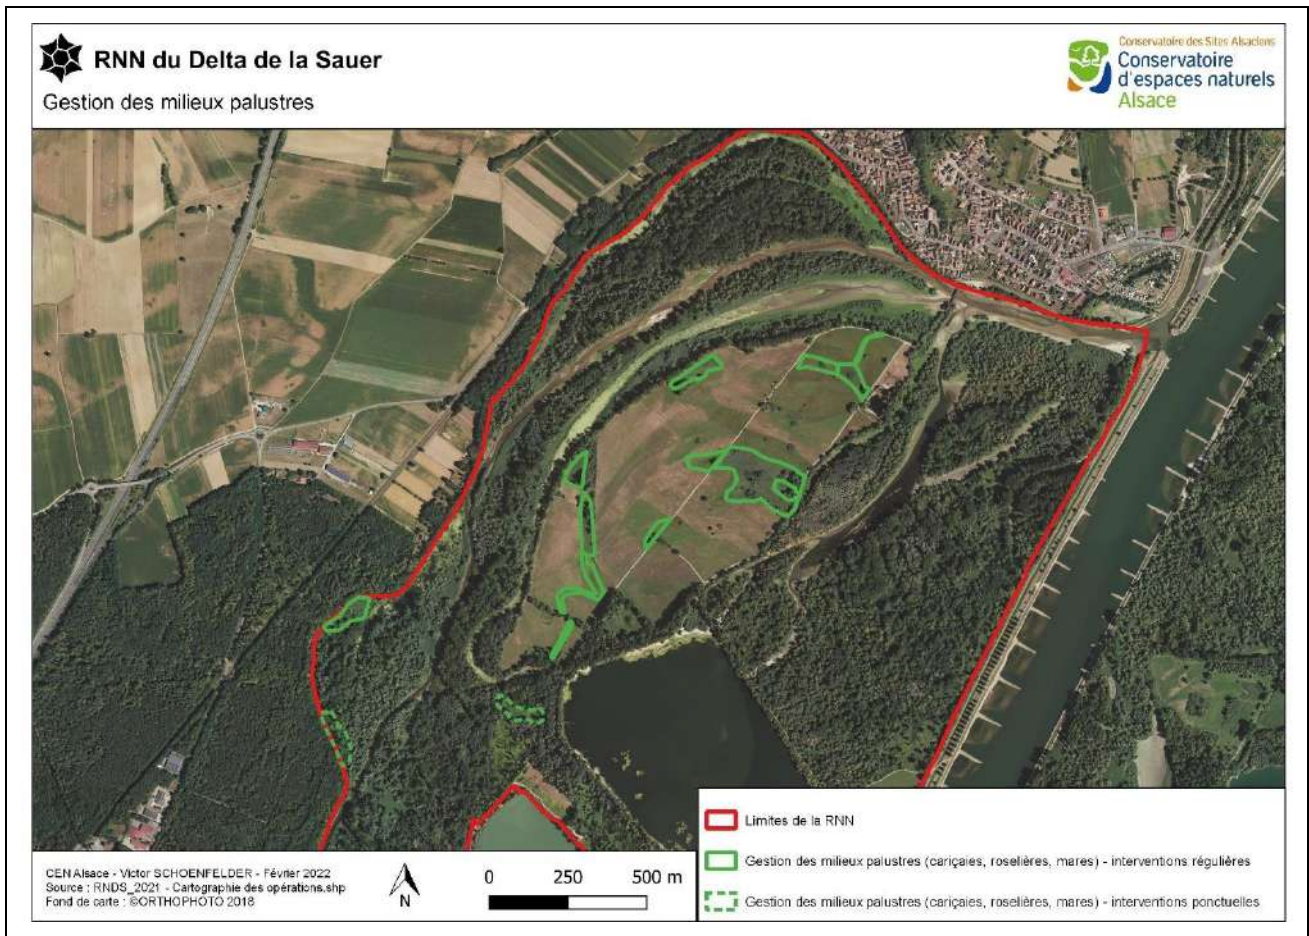 RNN du Delta de la Sauer
Gestion des milieux palustres
Conservatoire des Sites Alsaciens
Conservatoire
d'espaces naturels
Alsace
Limites de la RNN
Gestion des milieux palustres (cariçaies, roselières, mares) - interventions régulières
Gestion des milieux palustres (cariçaies, roselières, mares) - interventions ponctuelles
CEN Alsace - Victor SCHOENFELDER - Février 2022
Source : RNDS_2021 - Cartographie des opérations.shp
Fond de carte : ©ORTHOPHOTO 2018
N
0 250 500 m